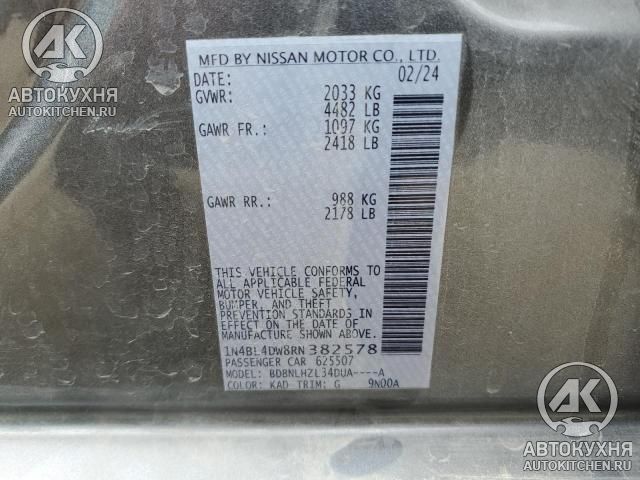 AK
АВТОКУХНЯ
AUTOKITCHEN.RU
MFD BY NISSAN MOTOR CO., LTD.
DATE: 02/24
GVWR: 2033 KG
4482 LB
GAWR FR.: 1097 KG
2418 LB
GAWR RR.: 988 KG
2178 LB
THIS VEHICLE CONFORMS TO
ALL APPLICABLE FEDERAL
MOTOR VEHICLE SAFETY,
BUMPER, AND THEFT
PREVENTION STANDARDS IN
EFFECT ON THE DATE OF
MANUFACTURE SHOWN ABOVE.
1N4BL4DW8RN382578
PASSENGER CAR 625507
MODEL: BDBNLHZL34DUA----A
COLOR: KAD TRIM: G 9N00A
AK
АВТОКУХНЯ
AUTOKITCHEN.RU